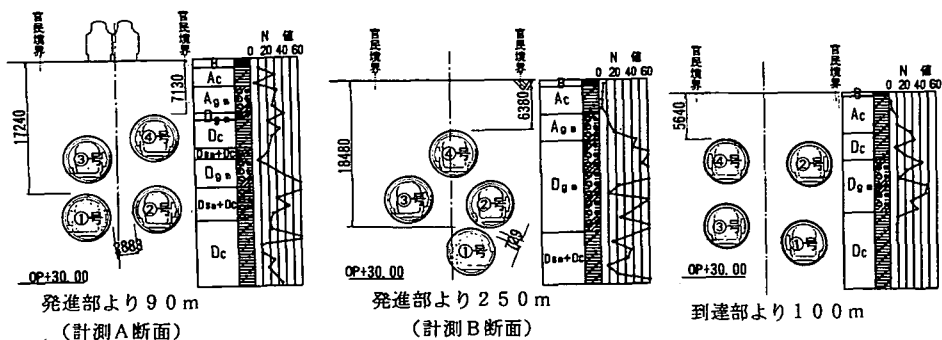 官民境界
官民境界
N 値
0 20 40 60
B
Ac
Ags
Dgs
Dc
Dss+Dc
Dgs
Dss+Dc
Dc
17240
7130
③号
④号
①号
②号
OP+30.00
発進部より90m
(計測A断面)
官民境界
官民境界
N 値
0 20 40 60
Ac
Ags
Dgs
Dss+Dc
18480
6380
④号
③号
②号
①号
OP+30.00
発進部より250m
(計測B断面)
官民境界
官民境界
N 値
0 20 40 60
Ac
Dc
Dgs
Dc
5640
④号
②号
③号
①号
OP+30.00
到達部より100m